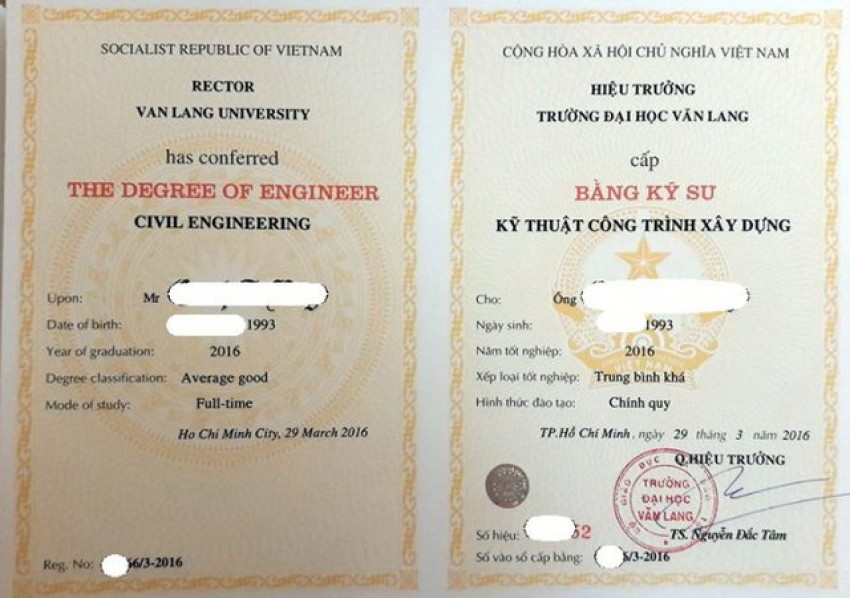 SOCIALIST REPUBLIC OF VIETNAM
RECTOR
VAN LANG UNIVERSITY
has conferred
THE DEGREE OF ENGINEER
CIVIL ENGINEERING
Upon: Mr
Date of birth: 1993
Year of graduation: 2016
Degree classification: Average good
Mode of study: Full-time
Ho Chi Minh City, 29 March 2016
Reg. No: 66/3-2016
CỘNG HÒA XÃ HỘI CHỦ NGHĨA VIỆT NAM
HIỆU TRƯỞNG
TRƯỜNG ĐẠI HỌC VĂN LANG
cấp
BẰNG KỸ SƯ
KỸ THUẬT CÔNG TRÌNH XÂY DỰNG
Cho: Ông
Ngày sinh: 1993
Năm tốt nghiệp: 2016
Xếp loại tốt nghiệp: Trung bình khá
Hình thức đào tạo: Chính quy
TP.Hồ Chí Minh, ngày 29 tháng 3 năm 2016
Q.HIỆU TRƯỞNG
TRƯỜNG
ĐẠI HỌC
VĂN LANG
TS. Nguyễn Đắc Tâm
Số hiệu: 52
Số vào sổ cấp bằng: 6/3-2016
VIỆT NAM